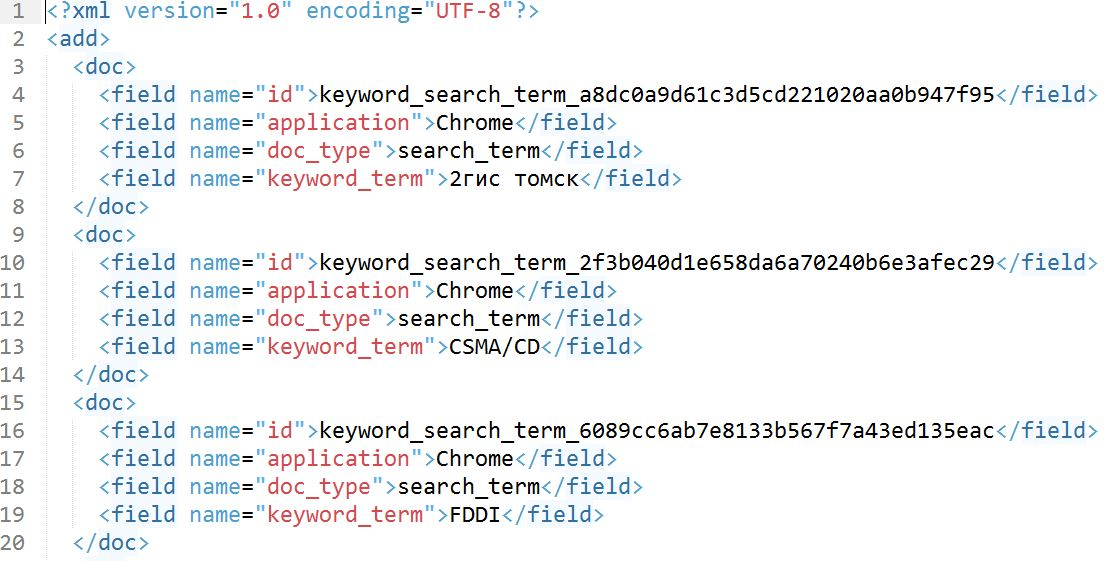 1 <?xml version="1.0" encoding="UTF-8"?>
2 <add>
3 <doc>
4 <field name="id">keyword_search_term_a8dc0a9d61c3d5cd221020aa0b947f95</field>
5 <field name="application">Chrome</field>
6 <field name="doc_type">search_term</field>
7 <field name="keyword_term">2гис томск</field>
8 </doc>
9 <doc>
10 <field name="id">keyword_search_term_2f3b040d1e658da6a70240b6e3afec29</field>
11 <field name="application">Chrome</field>
12 <field name="doc_type">search_term</field>
13 <field name="keyword_term">CSMA/CD</field>
14 </doc>
15 <doc>
16 <field name="id">keyword_search_term_6089cc6ab7e8133b567f7a43ed135eac</field>
17 <field name="application">Chrome</field>
18 <field name="doc_type">search_term</field>
19 <field name="keyword_term">FDDI</field>
20 </doc>